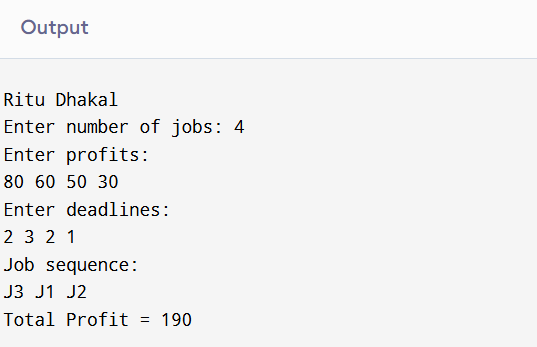 Output
Ritu Dhakal
Enter number of jobs: 4
Enter profits:
80 60 50 30
Enter deadlines:
2 3 2 1
Job sequence:
J3 J1 J2
Total Profit = 190